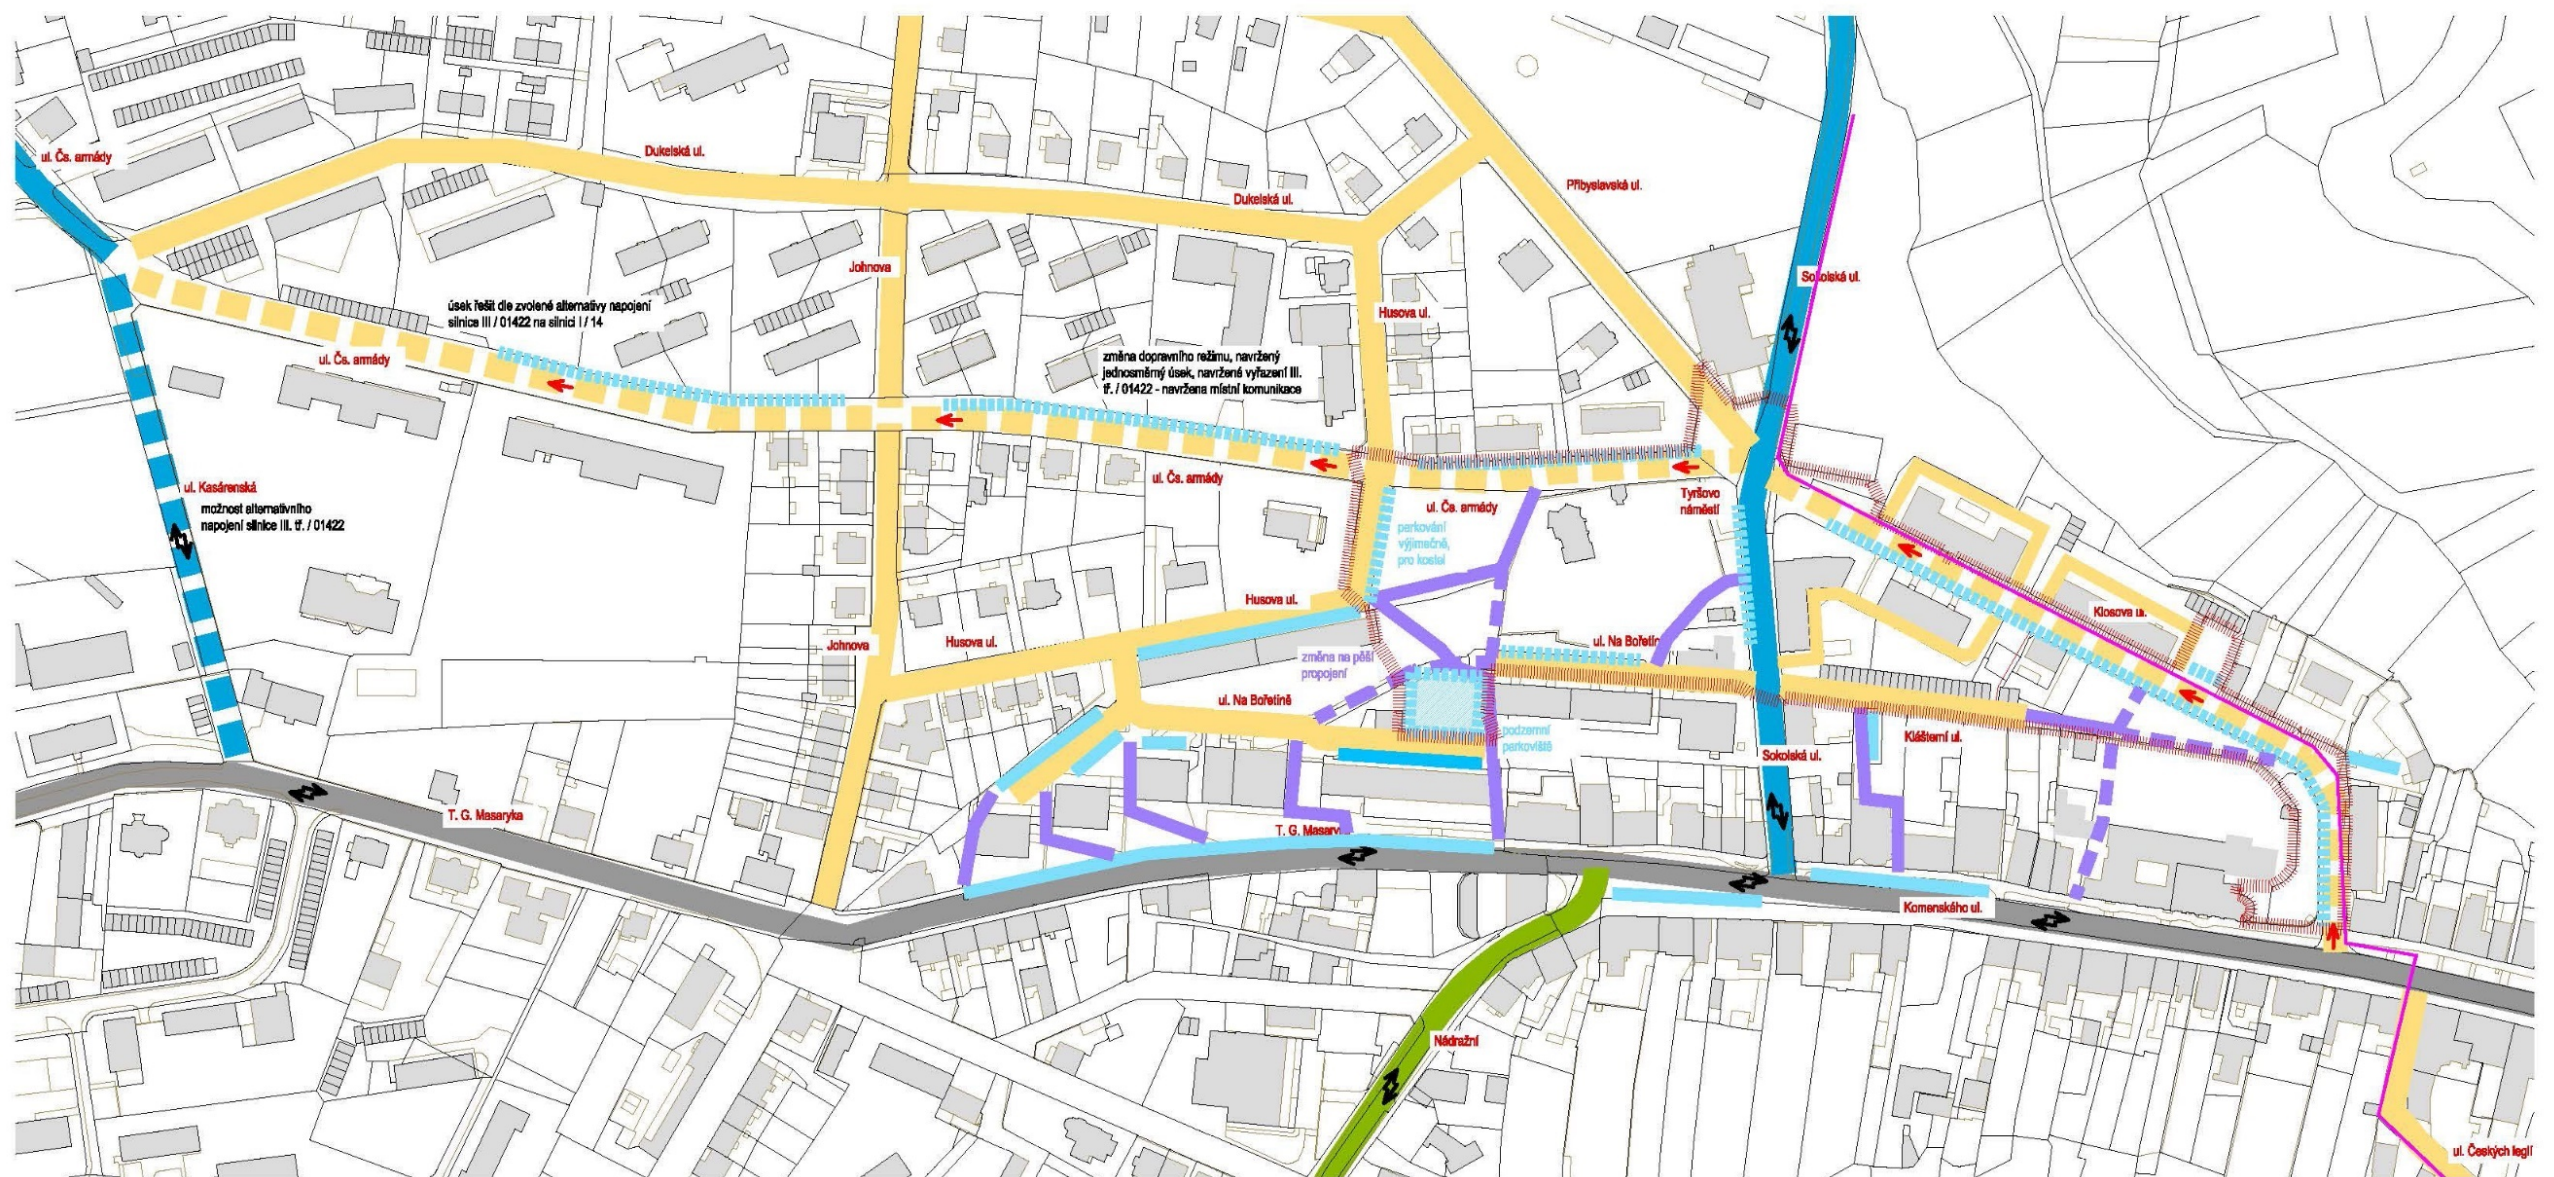 ul. Čs. armády
Dukelská ul.
Dukelská ul.
Přibyslavská ul.
Johnova
Sokolská ul.
úsek řešit dle zvolené alternativy napojení
silnice III / 01422 na silnici I / 14
Husova ul.
ul. Čs. armády
změna dopravního režimu, navržený
jednosměrný úsek, navržené vyřazení III.
tř. / 01422 - navržena místní komunikace
ul. Kasárenská
možnost alternativního
napojení silnice III. tř. / 01422
ul. Čs. armády
ul. Čs. armády
Tyršovo
náměstí
parkování
výjimečně,
pro kostel
Husova ul.
Klosova ul.
Johnova
Husova ul.
ul. Na Bořetín
změna na pěší
propojení
ul. Na Bořetíně
podzemní
parkoviště
Sokolská ul.
Klášterní ul.
T. G. Masaryka
T. G. Masary
Komenského ul.
Nádražní
ul. Českých legií